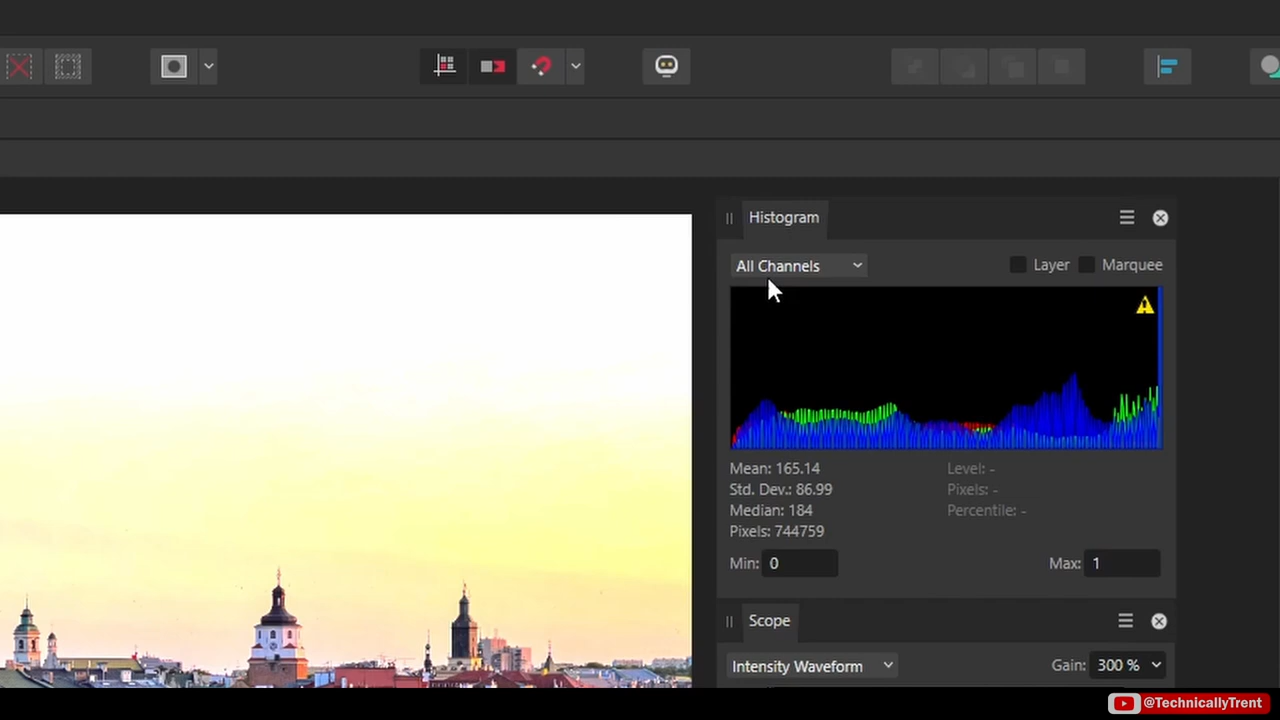 Histogram
All Channels
Layer
Marquee
Mean: 165.14
Level: -
Std. Dev.: 86.99
Pixels: -
Median: 184
Percentile: -
Pixels: 744759
Min: 0
Max: 1
Scope
Intensity Waveform
Gain: 300 %
@TechnicallyTrent